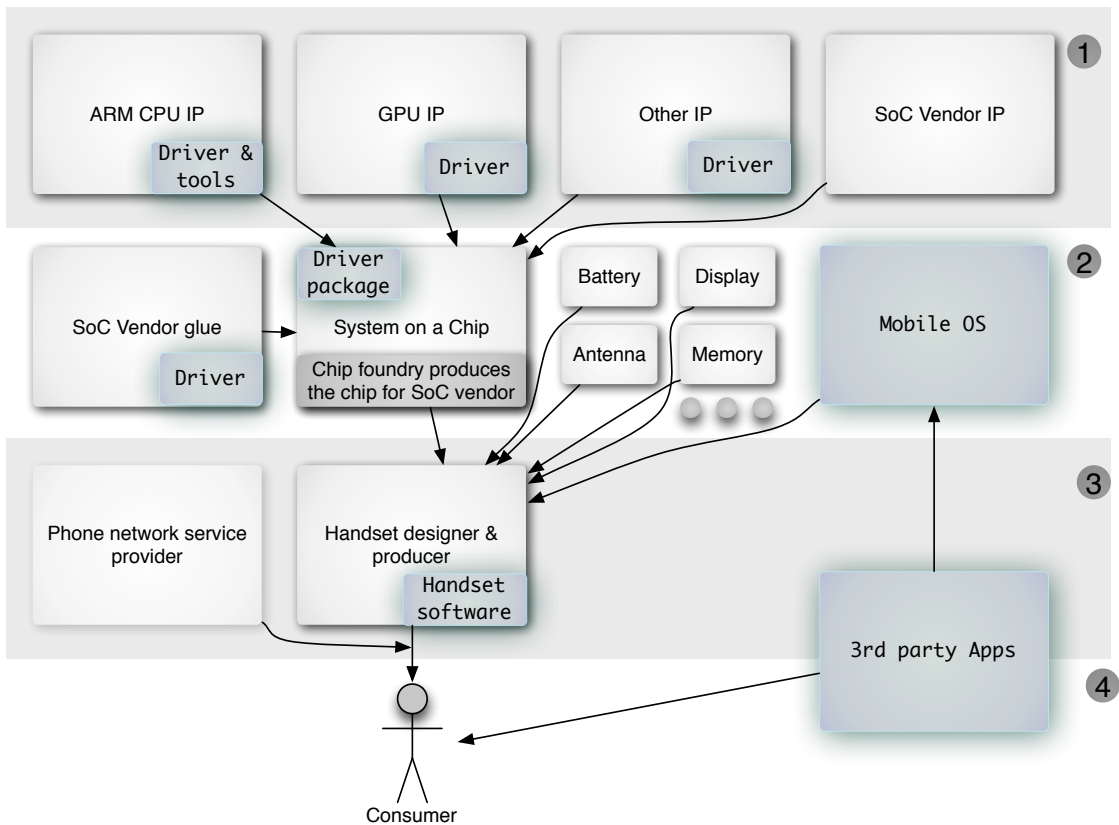 1
ARM CPU IP
Driver &
tools
GPU IP
Driver
Other IP
Driver
SoC Vendor IP
2
SoC Vendor glue
Driver
Driver
package
System on a Chip
Chip foundry produces
the chip for SoC vendor
Battery
Display
Antenna
Memory
Mobile OS
3
Phone network service
provider
Handset designer &
producer
Handset
software
3rd party Apps
4
Consumer